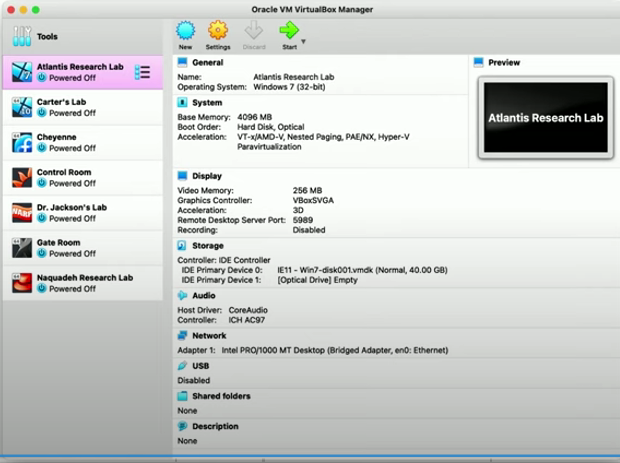 Oracle VM VirtualBox Manager
Tools
New
Settings
Discard
Start
Atlantis Research Lab
Powered Off
Carter's Lab
Powered Off
Cheyenne
Powered Off
Control Room
Powered Off
Dr. Jackson's Lab
Powered Off
Gate Room
Powered Off
Naquadeh Research Lab
Powered Off
General
Name: Atlantis Research Lab
Operating System: Windows 7 (32-bit)
System
Base Memory: 4096 MB
Boot Order: Hard Disk, Optical
Acceleration: VT-x/AMD-V, Nested Paging, PAE/NX, Hyper-V
Paravirtualization
Preview
Atlantis Research Lab
Display
Video Memory: 256 MB
Graphics Controller: VBoxSVGA
Acceleration: 3D
Remote Desktop Server Port: 5989
Recording: Disabled
Storage
Controller: IDE Controller
IDE Primary Device 0: IE11 - Win7-disk001.vmdk (Normal, 40.00 GB)
IDE Primary Device 1: [Optical Drive] Empty
Audio
Host Driver: CoreAudio
Controller: ICH AC97
Network
Adapter 1: Intel PRO/1000 MT Desktop (Bridged Adapter, en0: Ethernet)
USB
Disabled
Shared folders
None
Description
None